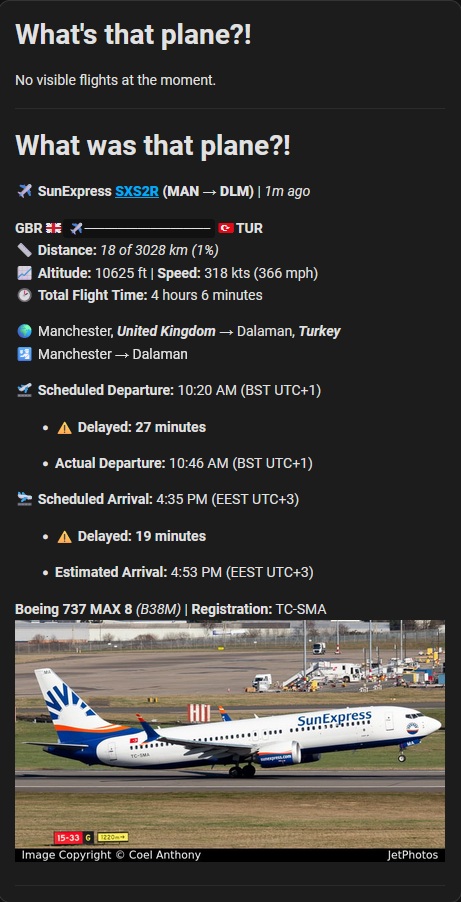 What's that plane?!
No visible flights at the moment.
What was that plane?!
✈️ SunExpress SXS2R (MAN → DLM) | 1m ago
GBR 🇬🇧 ✈️―――――――――― 🇹🇷 TUR
📏 Distance: 18 of 3028 km (1%)
📈 Altitude: 10625 ft | Speed: 318 kts (366 mph)
🕑 Total Flight Time: 4 hours 6 minutes
🌍 Manchester, United Kingdom → Dalaman, Turkey
🛂 Manchester → Dalaman
🛫 Scheduled Departure: 10:20 AM (BST UTC+1)
• ⚠️ Delayed: 27 minutes
• Actual Departure: 10:46 AM (BST UTC+1)
🛬 Scheduled Arrival: 4:35 PM (EEST UTC+3)
• ⚠️ Delayed: 19 minutes
• Estimated Arrival: 4:53 PM (EEST UTC+3)
Boeing 737 MAX 8 (B38M) | Registration: TC-SMA
MA
H1
SunExpress
TC-SMA
sunexpress.com
MA
15-33 G 1220m→
Image Copyright © Coel Anthony JetPhotos